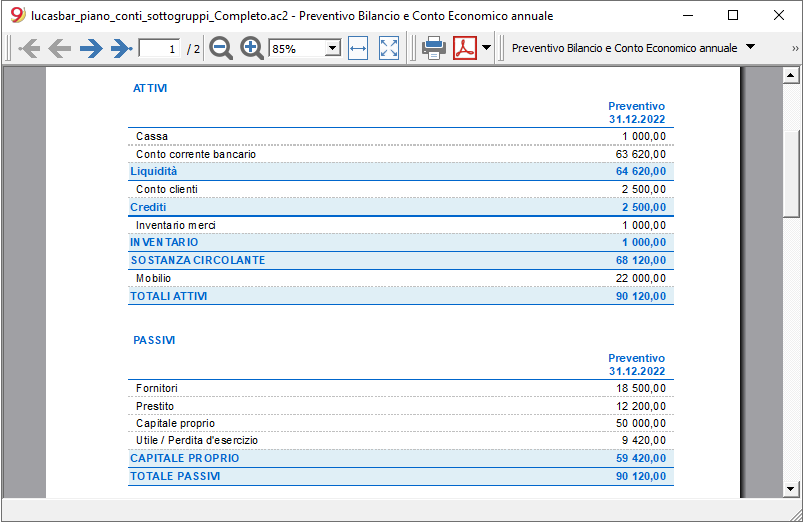 lucasbar_piano_conti_sottogruppi_Completo.ac2 - Preventivo Bilancio e Conto Economico annuale
1 / 2 85% Preventivo Bilancio e Conto Economico annuale »
ATTIVI
Preventivo
31.12.2022
Cassa 1 000,00
Conto corrente bancario 63 620,00
Liquidità 64 620,00
Conto clienti 2 500,00
Crediti 2 500,00
Inventario merci 1 000,00
INVENTARIO 1 000,00
SOSTANZA CIRCOLANTE 68 120,00
Mobilio 22 000,00
TOTALI ATTIVI 90 120,00
PASSIVI
Preventivo
31.12.2022
Fornitori 18 500,00
Prestito 12 200,00
Capitale proprio 50 000,00
Utile / Perdita d'esercizio 9 420,00
CAPITALE PROPRIO 59 420,00
TOTALE PASSIVI 90 120,00